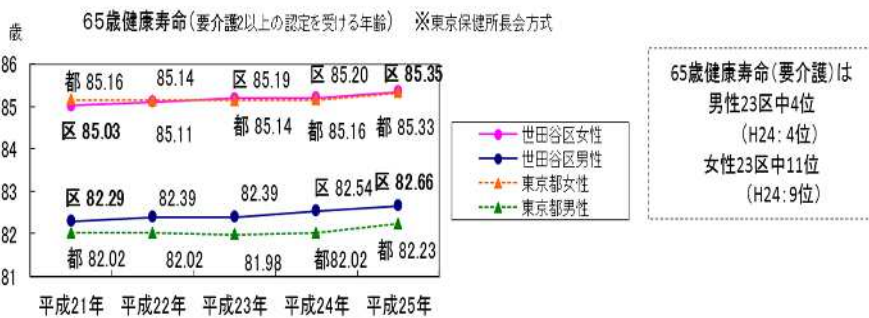 65歳健康寿命(要介護2以上の認定を受ける年齢) ※東京保健所長会方式
歳
86
85
84
83
82
81
都 85.16 85.14 区 85.19 区 85.20 区 85.35
区 85.03 85.11 都 85.14 都 85.16 都 85.33
区 82.29 82.39 82.39 区 82.54 区 82.66
都 82.02 82.02 81.98 都82.02 都 82.23
平成21年 平成22年 平成23年 平成24年 平成25年
世田谷区女性
世田谷区男性
東京都女性
東京都男性
65歳健康寿命(要介護)は
男性23区中4位
(H24:4位)
女性23区中11位
(H24:9位)